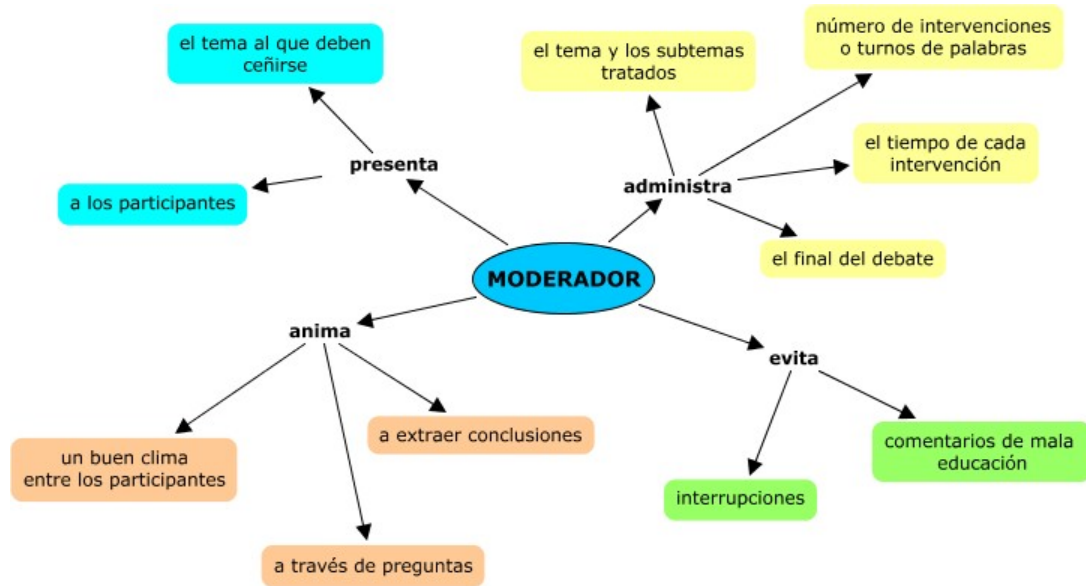 el tema al que deben
ceñirse
presenta
a los participantes
el tema y los subtemas
tratados
número de intervenciones
o turnos de palabras
el tiempo de cada
intervención
administra
el final del debate
MODERADOR
anima
un buen clima
entre los participantes
a extraer conclusiones
a través de preguntas
evita
comentarios de mala
educación
interrupciones